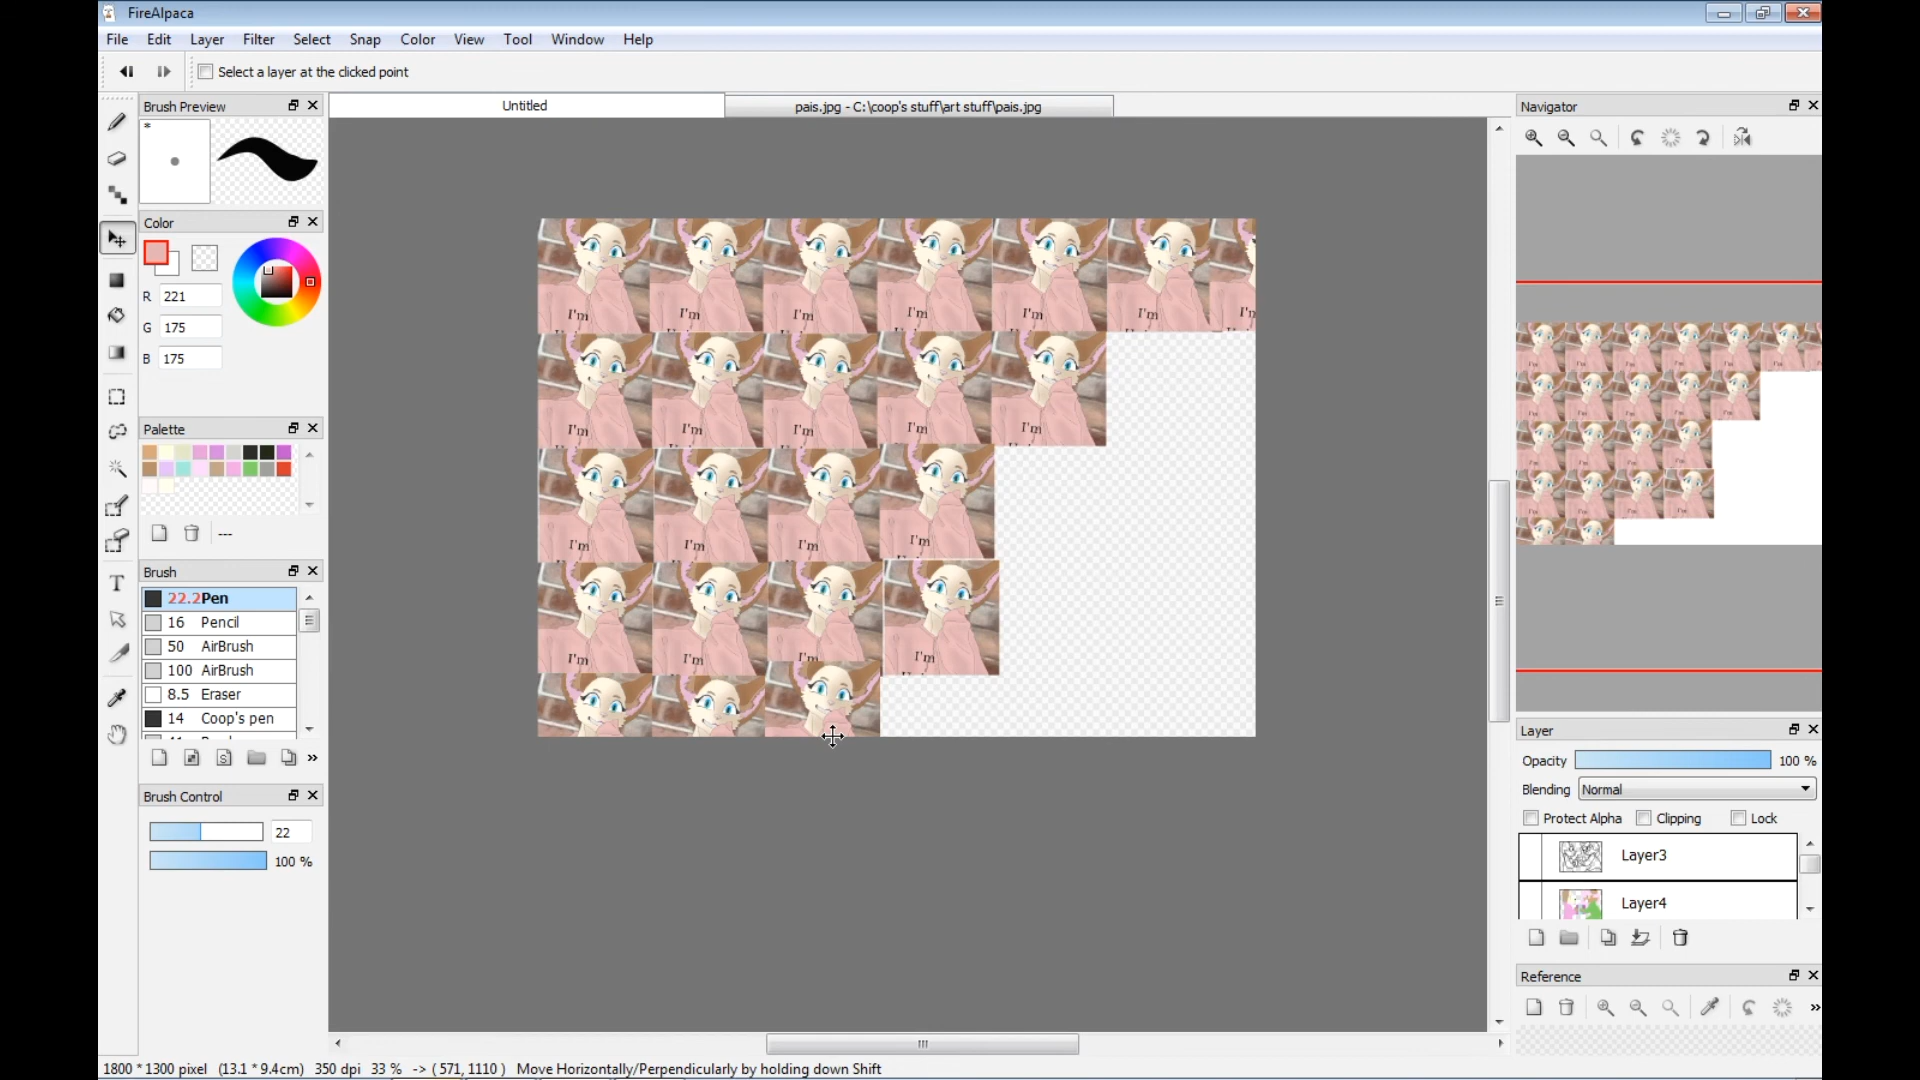 FireAlpaca
File Edit Layer Filter Select Snap Color View Tool Window Help
Select a layer at the clicked point
Brush Preview
Untitled
pais.jpg - C:\coop's stuff\art stuff\pais.jpg
Navigator
*
Color
R 221
G 175
B 175
I'm I'm I'm I'm I'm I'm
I'm I'm I'm I'm I'm
Palette
---
I'm I'm I'm I'm
Brush
22.2 Pen
16 Pencil
50 AirBrush
100 AirBrush
8.5 Eraser
14 Coop's pen
I'm I'm I'm I'm
Brush Control
22
100 %
Layer
Opacity 100 %
Blending Normal
Protect Alpha Clipping Lock
Layer3
Layer4
Reference
1800 * 1300 pixel (13.1 * 9.4cm) 350 dpi 33 % -> ( 571, 1110 ) Move Horizontally/Perpendicularly by holding down Shift